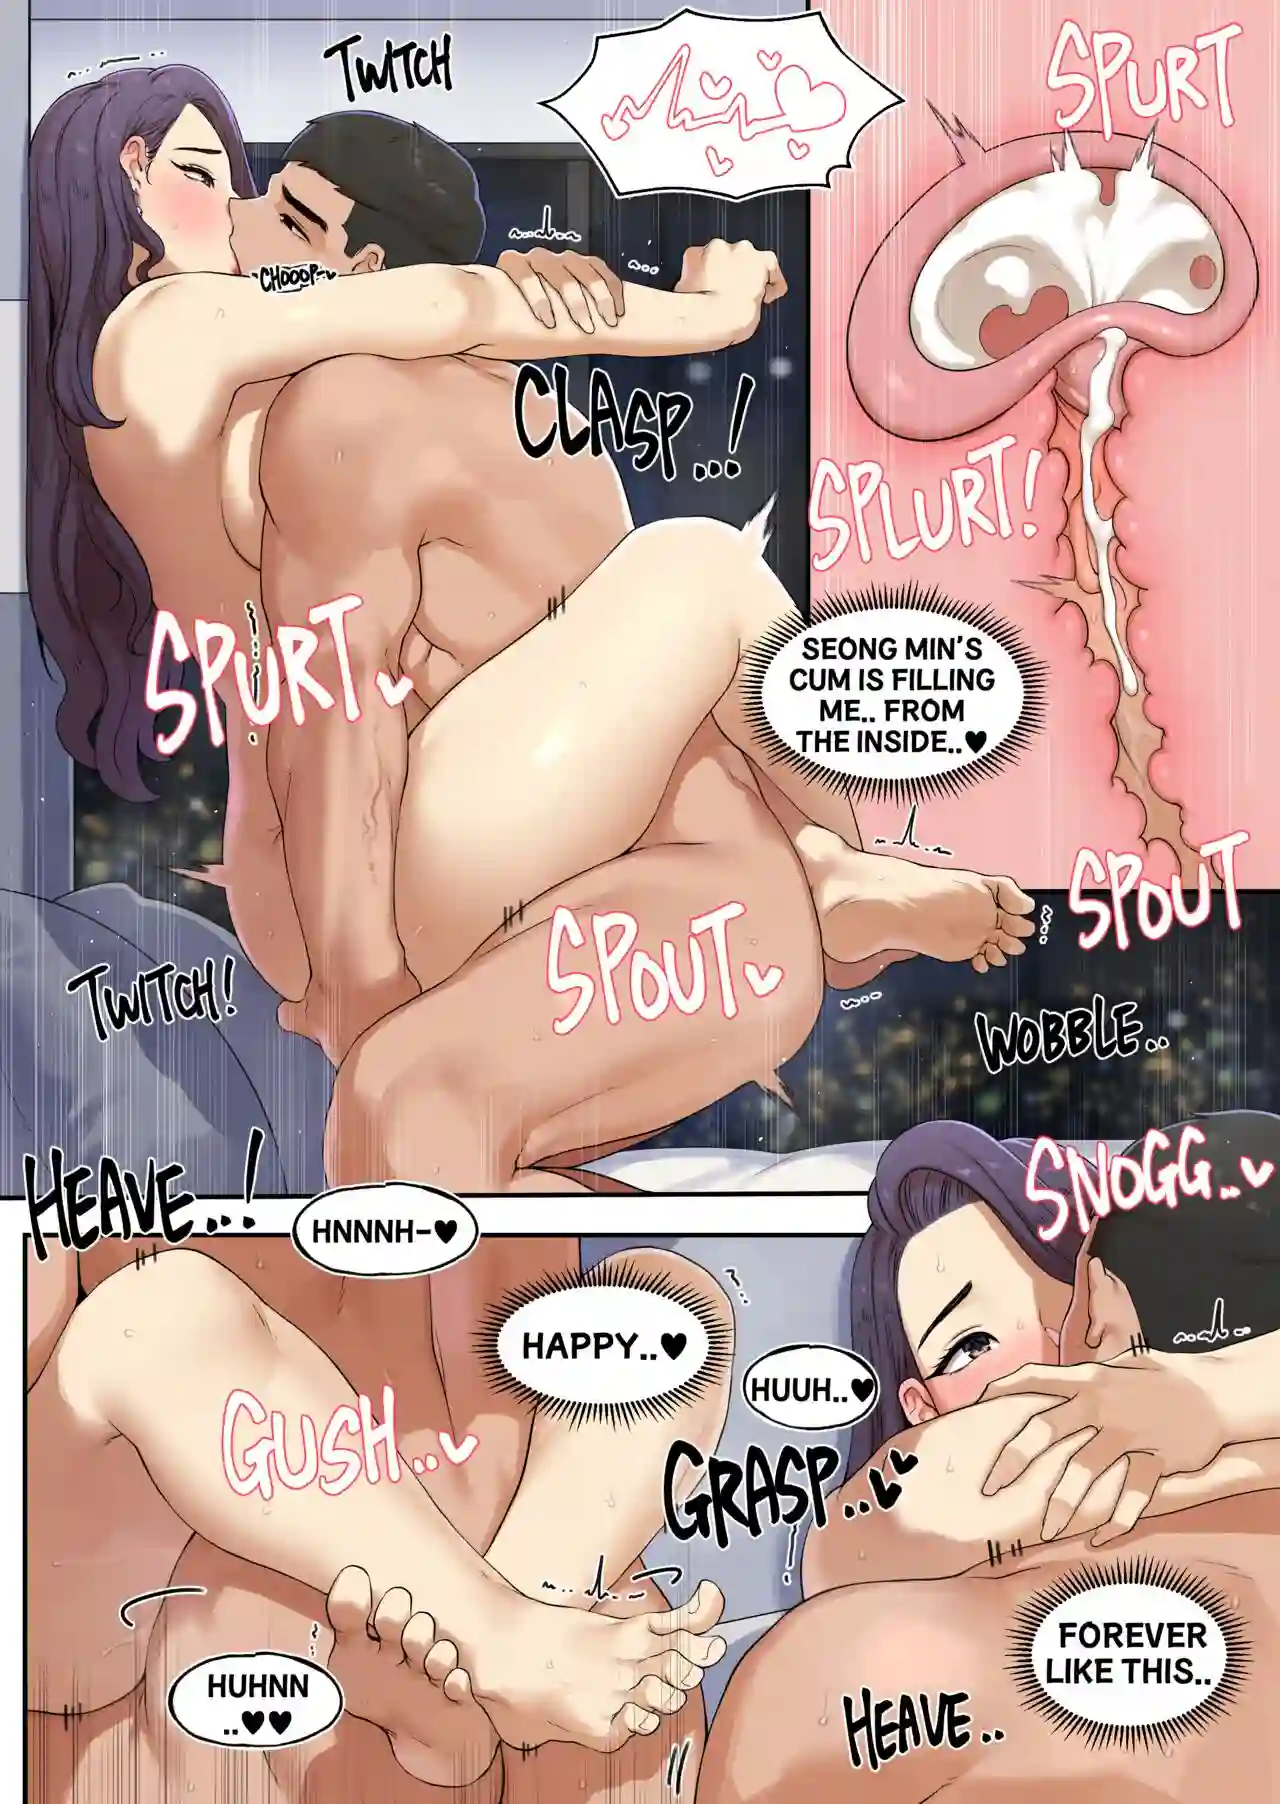 TWITCH
SPURT
CHOOOP-♥
CLASP..!
SPLURT!
SPURT♥
SEONG MIN'S
CUM IS FILLING
ME.. FROM
THE INSIDE..♥
SPOUT
SPOUT♥
TWITCH!
WOBBLE..
HEAVE..!
HNNNH-♥
SNOGG..♥
HAPPY..♥
HUUH..♥
GUSH..♥
GRASP..♥♥
FOREVER
LIKE THIS..
HUHNN
..♥♥
HEAVE..